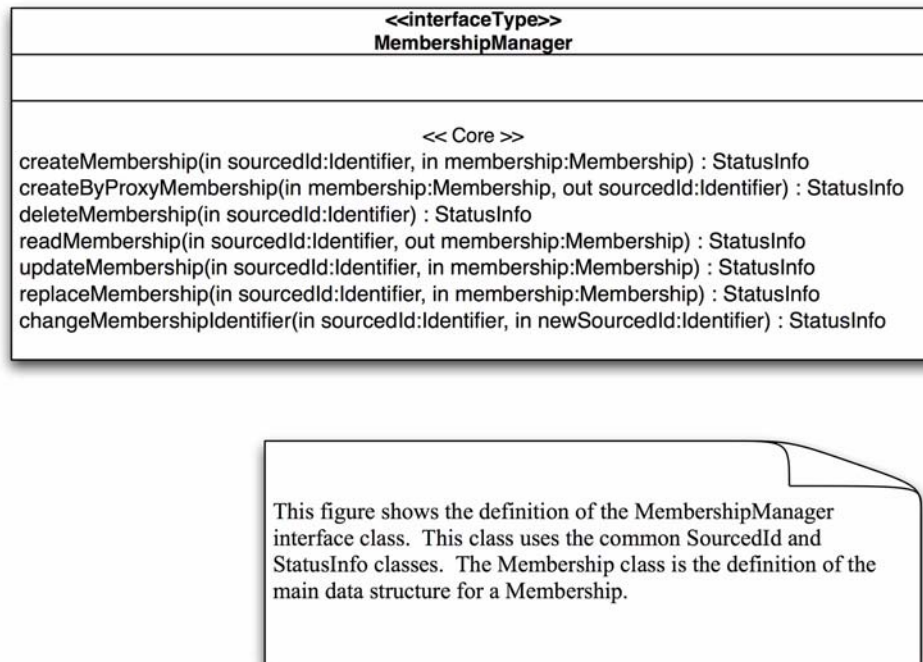 <<interfaceType>>
MembershipManager
<< Core >>
createMembership(in sourcedId:Identifier, in membership:Membership) : StatusInfo
createByProxyMembership(in membership:Membership, out sourcedId:Identifier) : StatusInfo
deleteMembership(in sourcedId:Identifier) : StatusInfo
readMembership(in sourcedId:Identifier, out membership:Membership) : StatusInfo
updateMembership(in sourcedId:Identifier, in membership:Membership) : StatusInfo
replaceMembership(in sourcedId:Identifier, in membership:Membership) : StatusInfo
changeMembershipIdentifier(in sourcedId:Identifier, in newSourcedId:Identifier) : StatusInfo
This figure shows the definition of the MembershipManager
interface class. This class uses the common SourcedId and
StatusInfo classes. The Membership class is the definition of the
main data structure for a Membership.